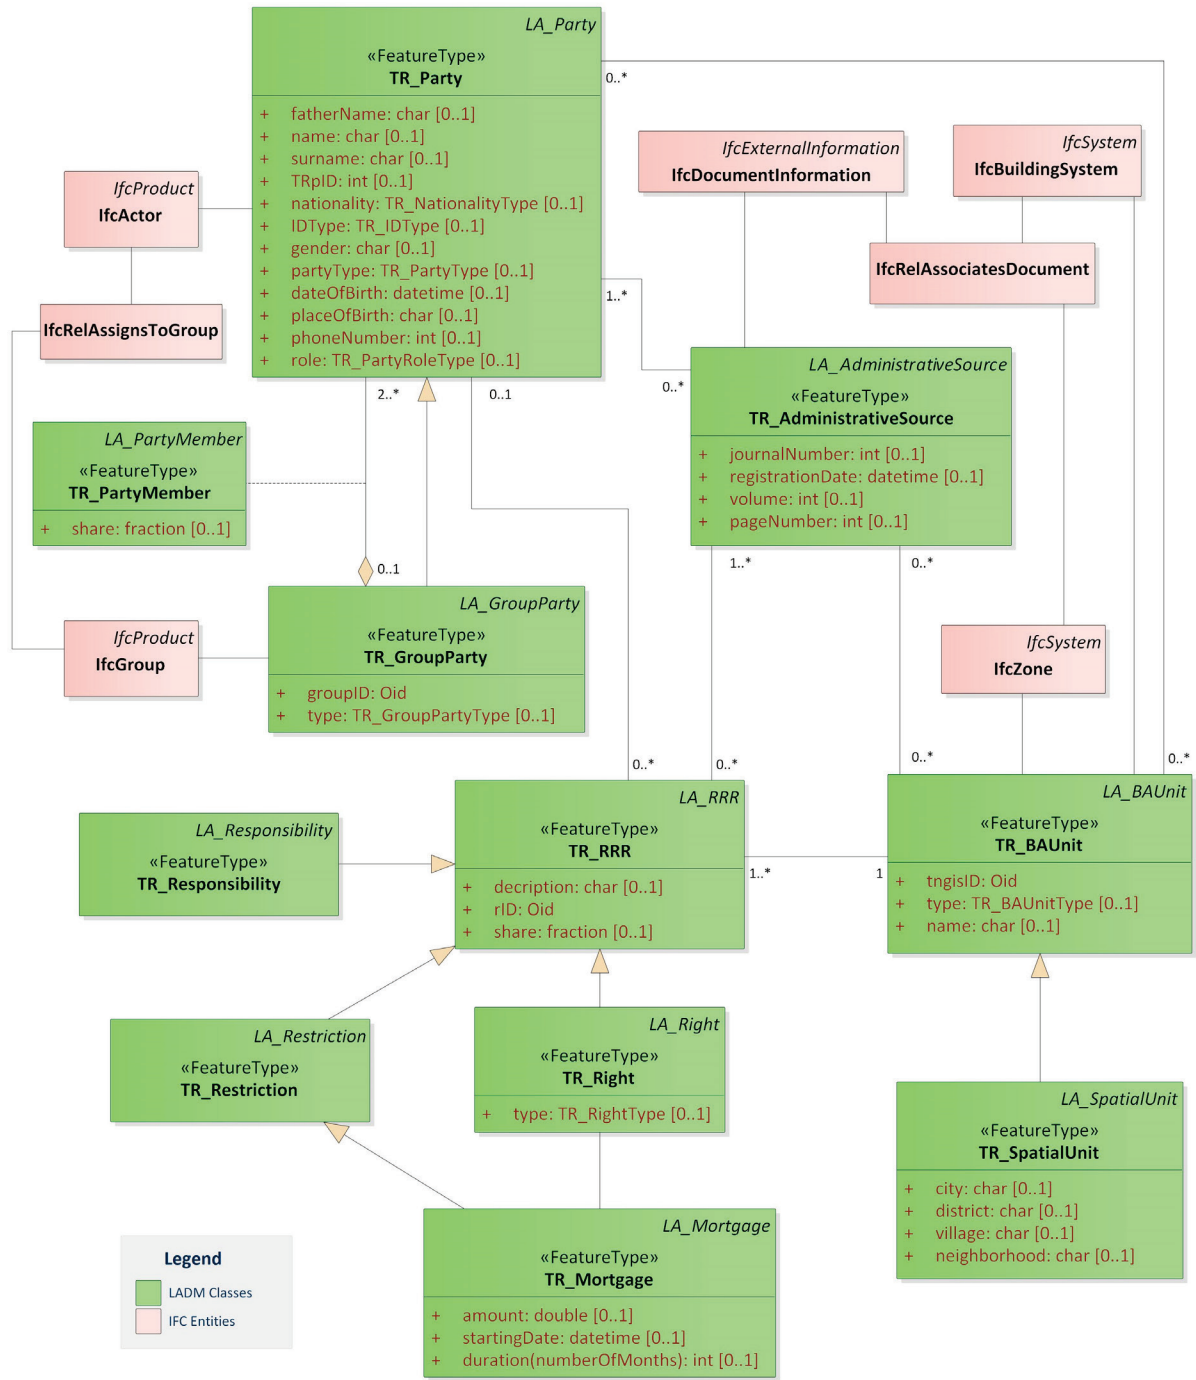 LA_Party
«FeatureType»
TR_Party
+ fatherName: char [0..1]
+ name: char [0..1]
+ surname: char [0..1]
+ TRpID: int [0..1]
+ nationality: TR_NationalityType [0..1]
+ IDType: TR_IDType [0..1]
+ gender: char [0..1]
+ partyType: TR_PartyType [0..1]
+ dateOfBirth: datetime [0..1]
+ placeOfBirth: char [0..1]
+ phoneNumber: int [0..1]
+ role: TR_PartyRoleType [0..1]
0..*
1..*
2..*
0..1
IfcExternalInformation
IfcDocumentInformation
IfcSystem
IfcBuildingSystem
IfcProduct
IfcActor
IfcRelAssociatesDocument
IfcRelAssignsToGroup
0..*
LA_AdministrativeSource
«FeatureType»
TR_AdministrativeSource
+ journalNumber: int [0..1]
+ registrationDate: datetime [0..1]
+ volume: int [0..1]
+ pageNumber: int [0..1]
1..*
0..*
LA_PartyMember
«FeatureType»
TR_PartyMember
+ share: fraction [0..1]
0..1
LA_GroupParty
«FeatureType»
TR_GroupParty
+ groupID: Oid
+ type: TR_GroupPartyType [0..1]
IfcProduct
IfcGroup
IfcSystem
IfcZone
0..*
0..*
0..*
0..*
LA_RRR
«FeatureType»
TR_RRR
+ decription: char [0..1]
+ rID: Oid
+ share: fraction [0..1]
1..*
1
LA_BAUnit
«FeatureType»
TR_BAUnit
+ tngisID: Oid
+ type: TR_BAUnitType [0..1]
+ name: char [0..1]
LA_Responsibility
«FeatureType»
TR_Responsibility
LA_Restriction
«FeatureType»
TR_Restriction
LA_Right
«FeatureType»
TR_Right
+ type: TR_RightType [0..1]
LA_SpatialUnit
«FeatureType»
TR_SpatialUnit
+ city: char [0..1]
+ district: char [0..1]
+ village: char [0..1]
+ neighborhood: char [0..1]
LA_Mortgage
«FeatureType»
TR_Mortgage
+ amount: double [0..1]
+ startingDate: datetime [0..1]
+ duration(numberOfMonths): int [0..1]
Legend
LADM Classes
IFC Entities